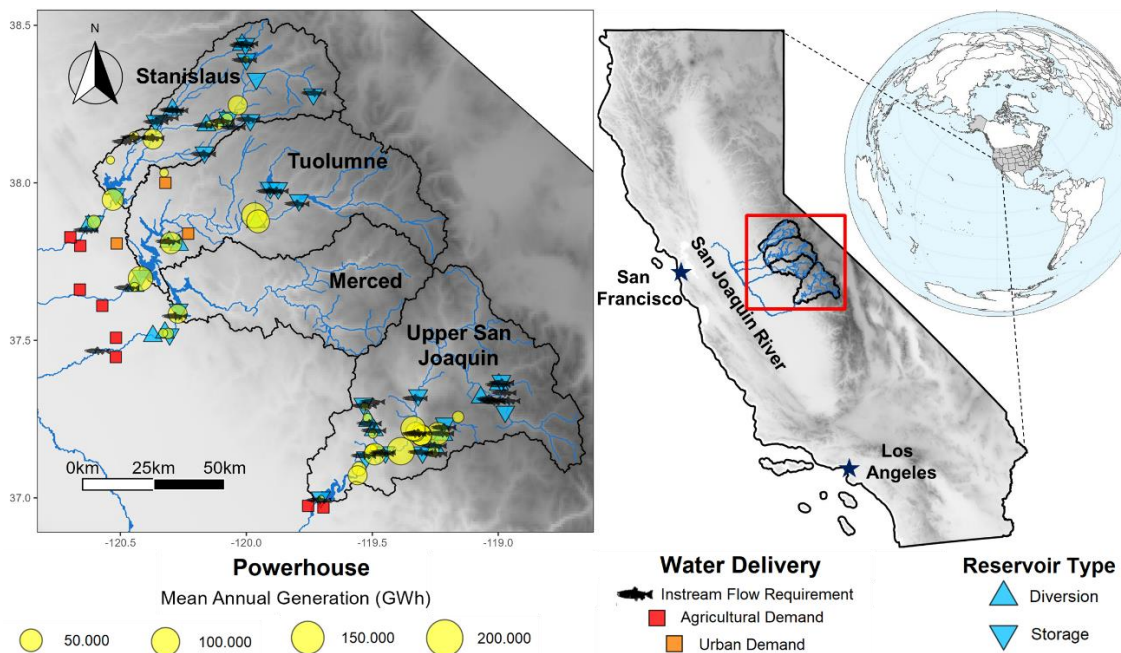 38.5
38.0
37.5
37.0
-120.5
-120.0
-119.5
-119.0
N
Stanislaus
Tuolumne
Merced
Upper San
Joaquin
0km
25km
50km
San
Francisco
San Joaquin River
Los
Angeles
Powerhouse
Mean Annual Generation (GWh)
50.000
100.000
150.000
200.000
Water Delivery
Instream Flow Requirement
Agricultural Demand
Urban Demand
Reservoir Type
Diversion
Storage